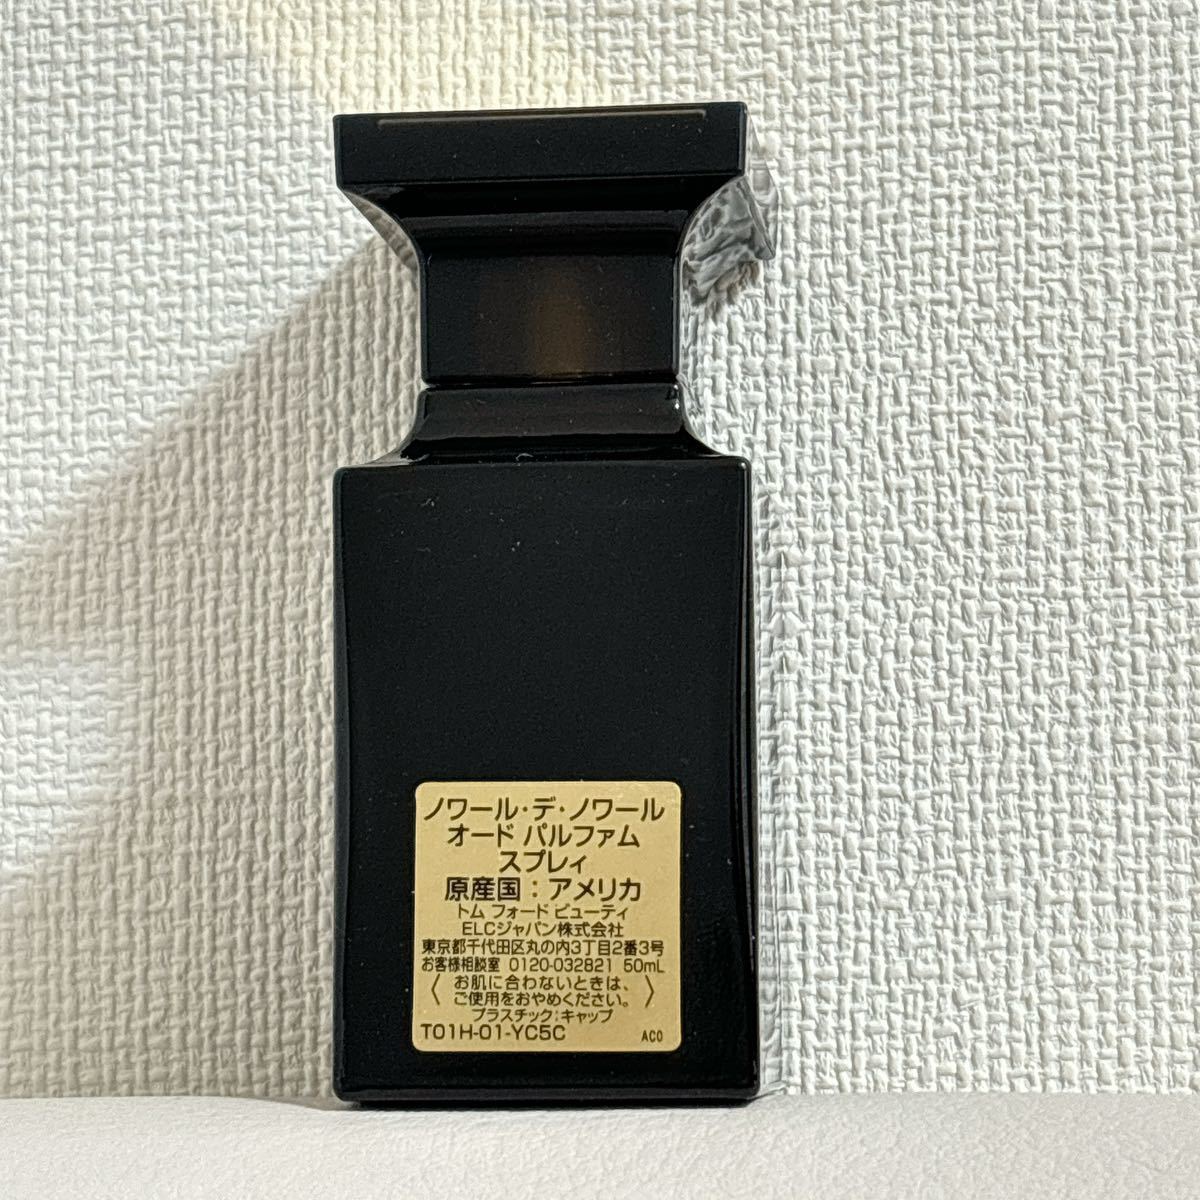 ノワール・デ・ノワール
オード パルファム
スプレィ
原産国：アメリカ
トム フォード ビューティ
ELCジャパン株式会社
東京都千代田区丸の内3丁目2番3号
お客様相談室 0120-032821 50mL
〈 お肌に合わないときは、
ご使用をおやめください。 〉
プラスチック：キャップ
T01H-01-YC5C AC0